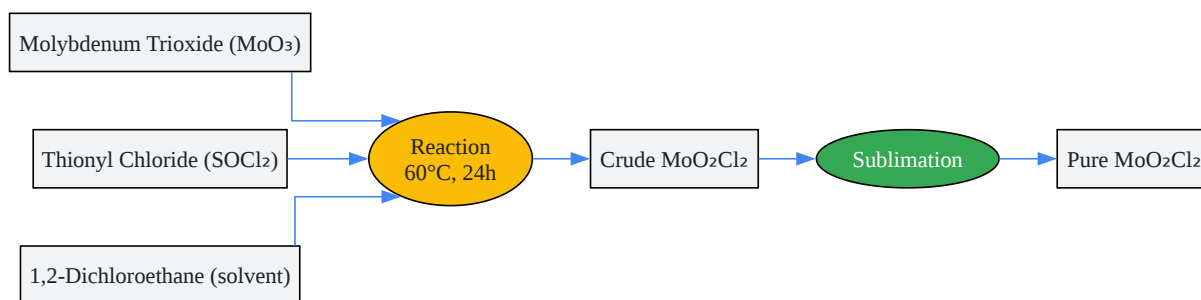 Molybdenum Trioxide (MoO₃)
Thionyl Chloride (SOCl₂)
1,2-Dichloroethane (solvent)
Reaction
60°C, 24h
Crude MoO₂Cl₂
Sublimation
Pure MoO₂Cl₂